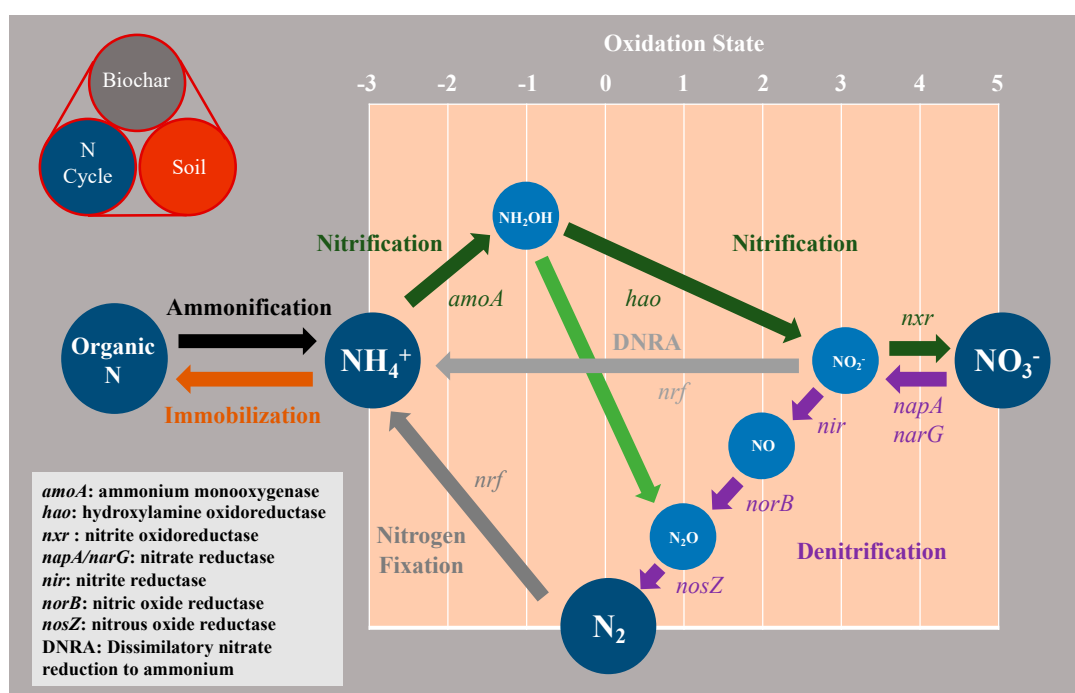 Oxidation State
-3 -2 -1 0 1 2 3 4 5
Biochar
N
Cycle
Soil
NH₂OH
Nitrification
Nitrification
amoA
hao
Ammonification
nxr
DNRA
Organic
N
NH₄⁺
NO₂⁻
NO₃⁻
nrf
Immobilization
napA
narG
nir
NO
nrf
norB
N₂O
Nitrogen
Fixation
Denitrification
nosZ
N₂
amoA: ammonium monooxygenase
hao: hydroxylamine oxidoreductase
nxr : nitrite oxidoreductase
napA/narG: nitrate reductase
nir: nitrite reductase
norB: nitric oxide reductase
nosZ: nitrous oxide reductase
DNRA: Dissimilatory nitrate
reduction to ammonium